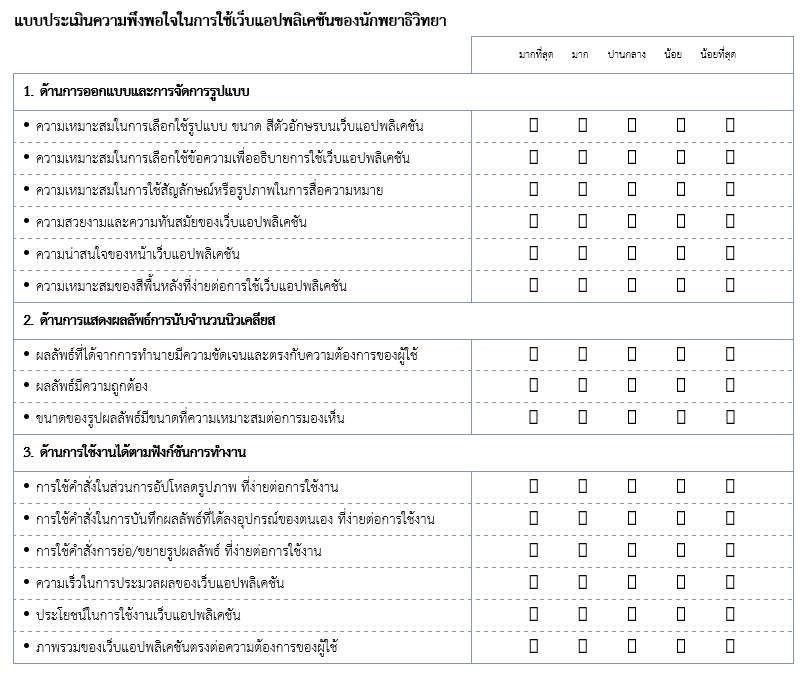 แบบประเมินความพึงพอใจในการใช้เว็บแอปพลิเคชันของนักพยาธิวิทยา
มากที่สุด มาก ปานกลาง น้อย น้อยที่สุด
1. ด้านการออกแบบและการจัดการรูปแบบ
• ความเหมาะสมในการเลือกใช้รูปแบบ ขนาด สีตัวอักษรบนเว็บแอปพลิเคชัน
• ความเหมาะสมในการเลือกใช้ข้อความเพื่ออธิบายการใช้เว็บแอปพลิเคชัน
• ความเหมาะสมในการใช้สัญลักษณ์หรือรูปภาพในการสื่อความหมาย
• ความสวยงามและความทันสมัยของเว็บแอปพลิเคชัน
• ความน่าสนใจของหน้าเว็บแอปพลิเคชัน
• ความเหมาะสมของสีพื้นหลังที่ง่ายต่อการใช้เว็บแอปพลิเคชัน
2. ด้านการแสดงผลลัพธ์การนับจำนวนนิวเคลียส
• ผลลัพธ์ที่ได้จากการทำนายมีความชัดเจนและตรงกับความต้องการของผู้ใช้
• ผลลัพธ์มีความถูกต้อง
• ขนาดของรูปผลลัพธ์มีขนาดที่ความเหมาะสมต่อการมองเห็น
3. ด้านการใช้งานได้ตามฟังก์ชันการทำงาน
• การใช้คำสั่งในส่วนการอัปโหลดรูปภาพ ที่ง่ายต่อการใช้งาน
• การใช้คำสั่งในการบันทึกผลลัพธ์ที่ได้ลงอุปกรณ์ของตนเอง ที่ง่ายต่อการใช้งาน
• การใช้คำสั่งการย่อ/ขยายรูปผลลัพธ์ ที่ง่ายต่อการใช้งาน
• ความเร็วในการประมวลผลของเว็บแอปพลิเคชัน
• ประโยชน์ในการใช้งานเว็บแอปพลิเคชัน
• ภาพรวมของเว็บแอปพลิเคชันตรงต่อความต้องการของผู้ใช้